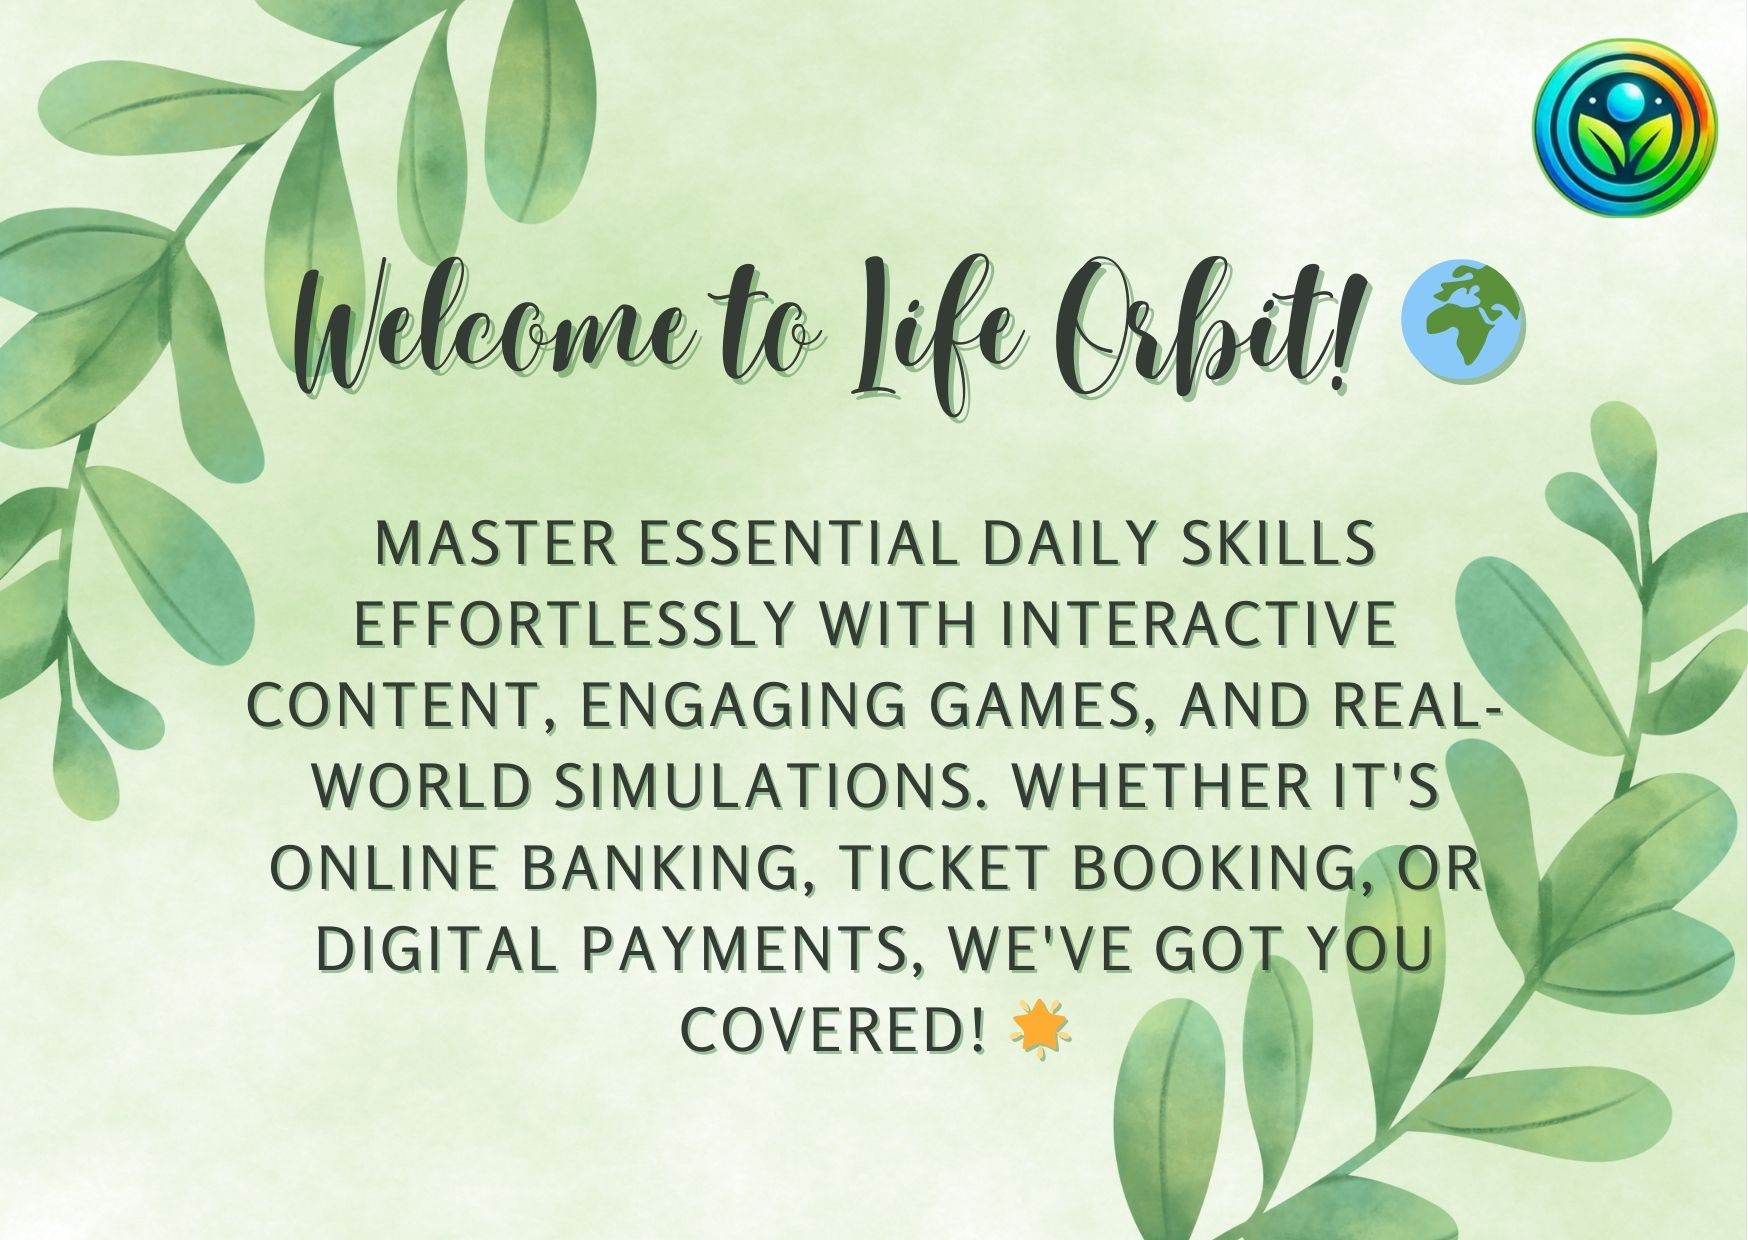 Welcome to Life Orbit! 🌍
MASTER ESSENTIAL DAILY SKILLS
EFFORTLESSLY WITH INTERACTIVE
CONTENT, ENGAGING GAMES, AND REAL-
WORLD SIMULATIONS. WHETHER IT'S
ONLINE BANKING, TICKET BOOKING, OR
DIGITAL PAYMENTS, WE'VE GOT YOU
COVERED! 🌟